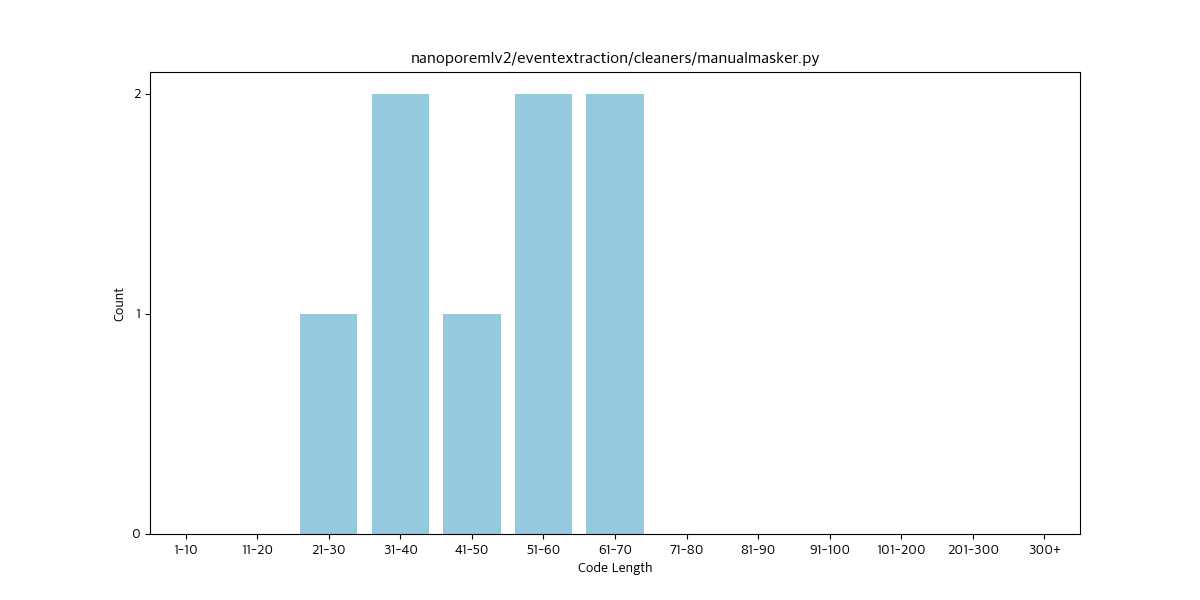 nanoporemlv2/eventextraction/cleaners/manualmasker.py
2
1
0
Count
1-10 11-20 21-30 31-40 41-50 51-60 61-70 71-80 81-90 91-100 101-200 201-300 300+
Code Length